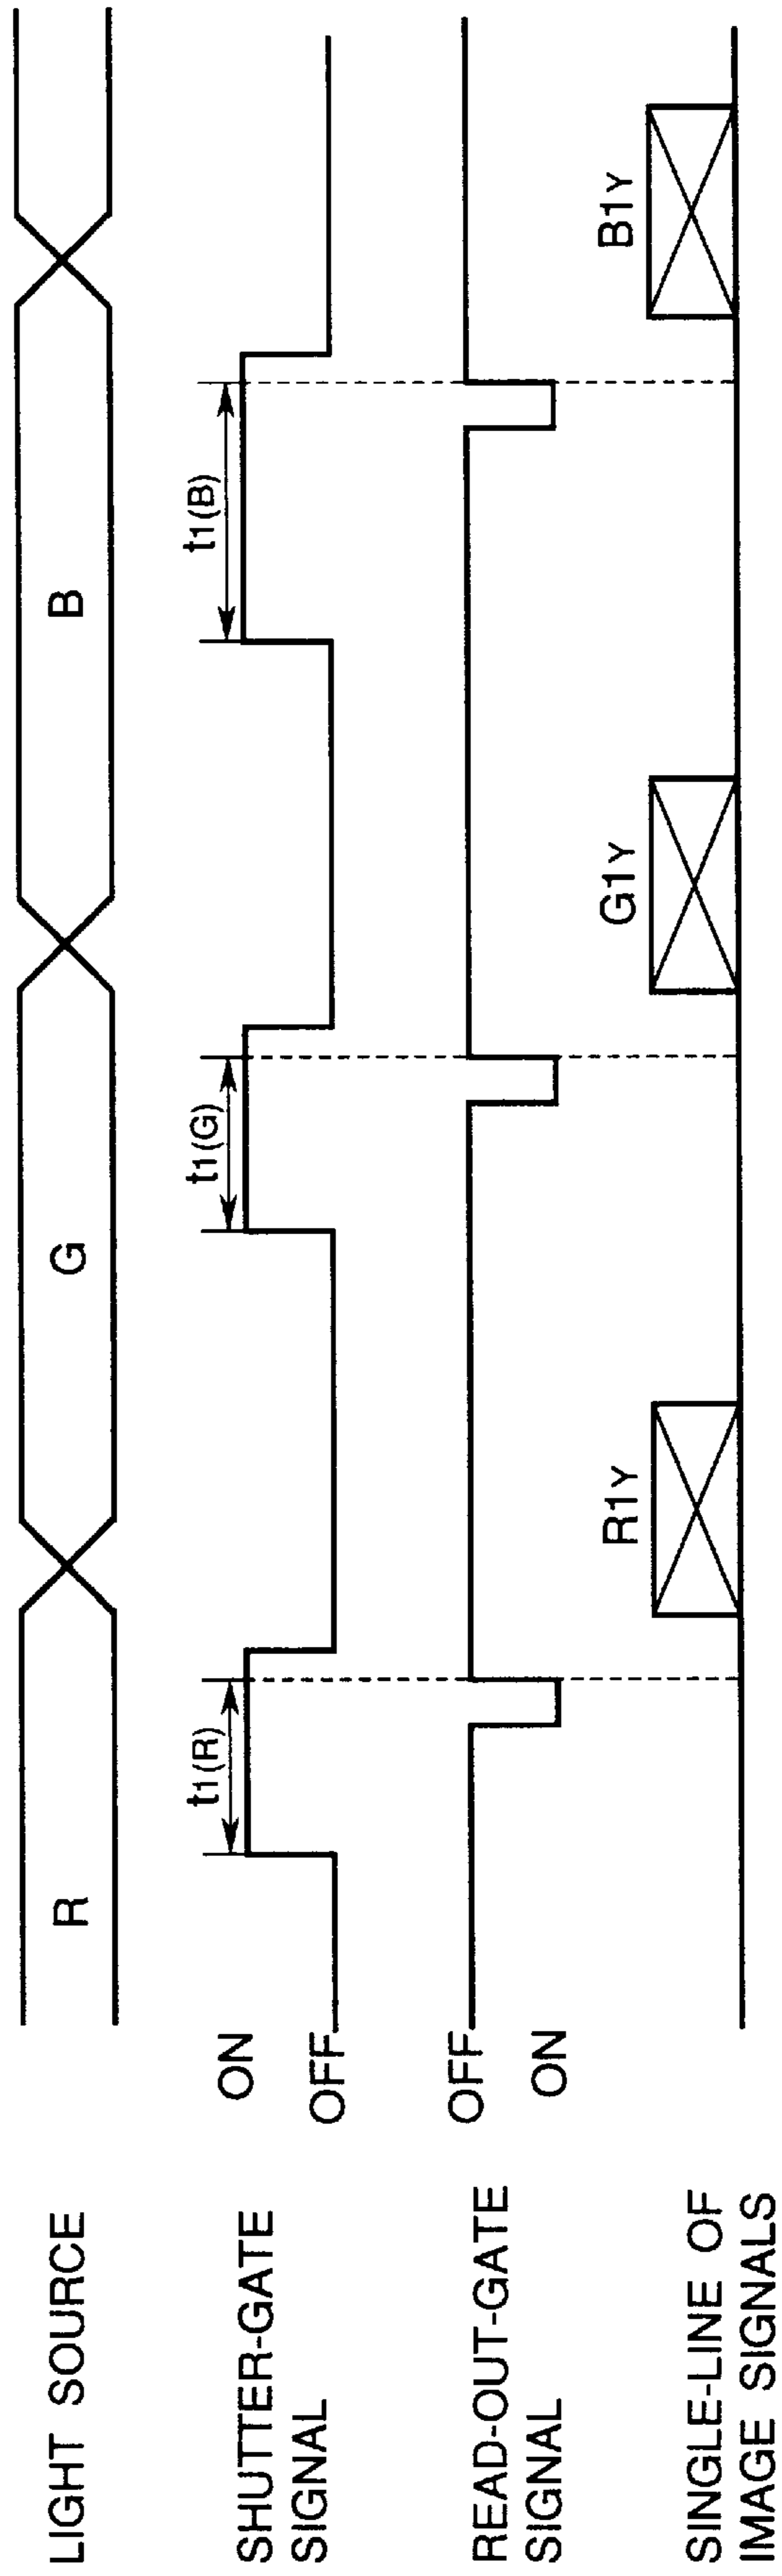 LIGHT SOURCE
R
G
B
SHUTTER-GATE
SIGNAL
ON
OFF
t1(R)
t1(G)
t1(B)
READ-OUT-GATE
SIGNAL
OFF
ON
SINGLE-LINE OF
IMAGE SIGNALS
R1Y
G1Y
B1Y